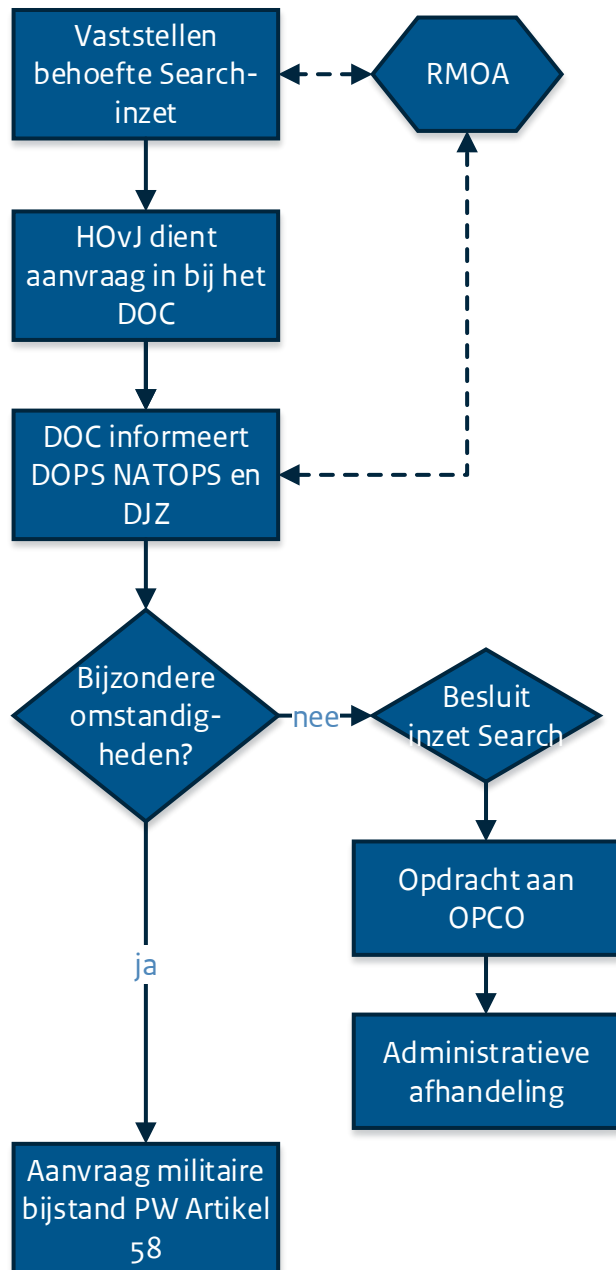 Vaststellen
behoefte Search-
inzet
RMOA
HOvJ dient
aanvraag in bij het
DOC
DOC informeert
DOPS NATOPS en
DJZ
Bijzondere
omstandig-
heden?
nee
Besluit
inzet Search
Opdracht aan
OPCO
ja
Administratieve
afhandeling
Aanvraag militaire
bijstand PW Artikel
58